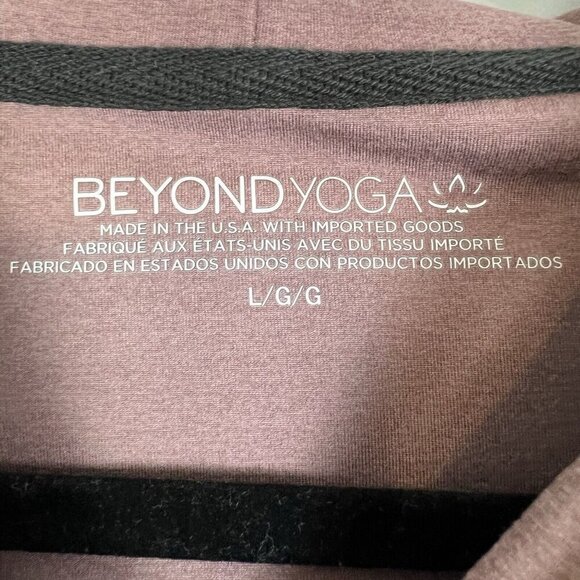 BEYOND YOGA
MADE IN THE U.S.A. WITH IMPORTED GOODS
FABRIQUÉ AUX ÉTATS-UNIS AVEC DU TISSU IMPORTÉ
FABRICADO EN ESTADOS UNIDOS CON PRODUCTOS IMPORTADOS
L/G/G